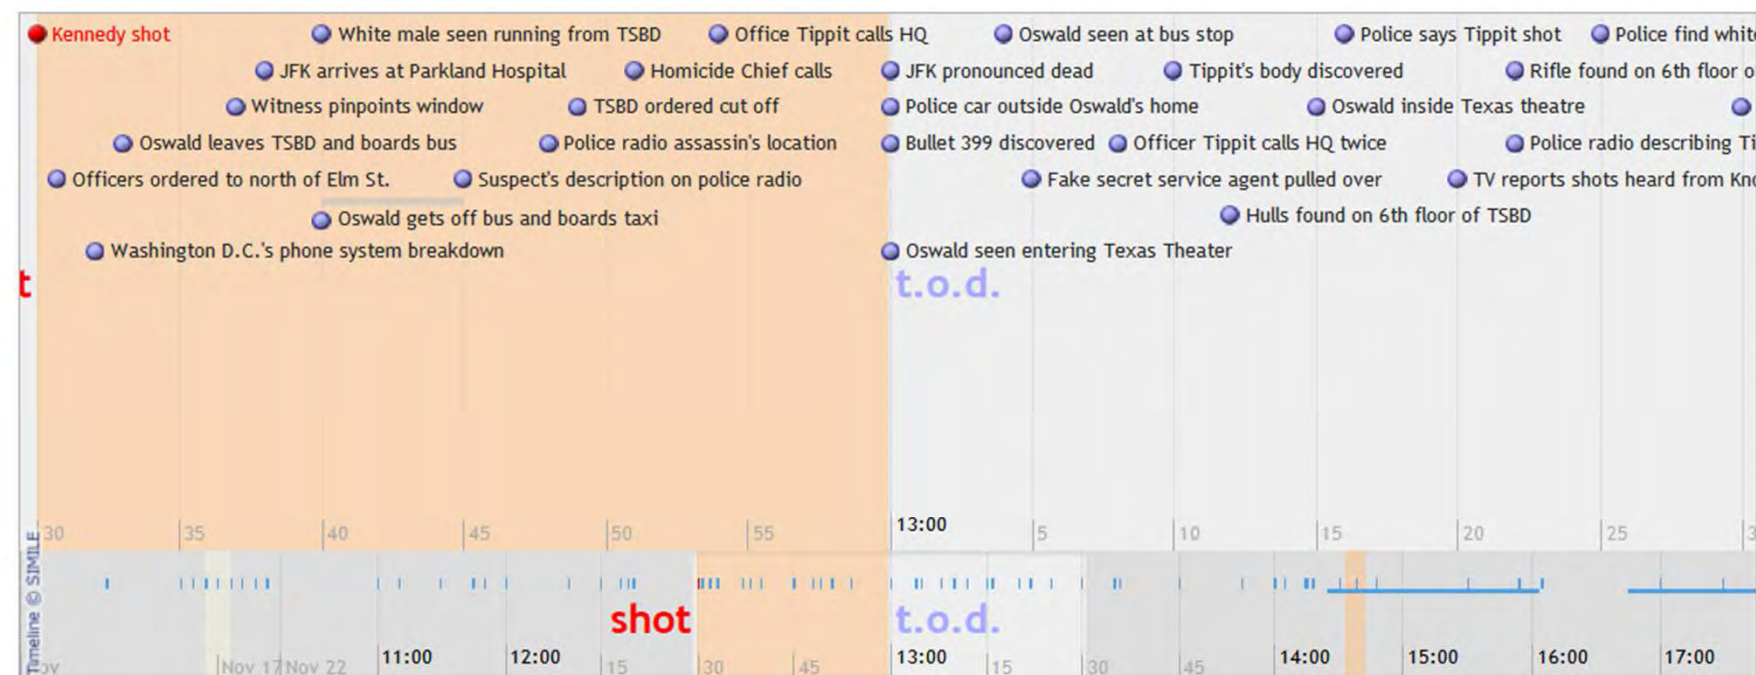 Kennedy shot
White male seen running from TSBD
Office Tippit calls HQ
Oswald seen at bus stop
Police says Tippit shot
Police find white
JFK arrives at Parkland Hospital
Homicide Chief calls
JFK pronounced dead
Tippit's body discovered
Rifle found on 6th floor o
Witness pinpoints window
TSBD ordered cut off
Police car outside Oswald's home
Oswald inside Texas theatre
Oswald leaves TSBD and boards bus
Police radio assassin's location
Bullet 399 discovered
Officer Tippit calls HQ twice
Police radio describing Ti
Officers ordered to north of Elm St.
Suspect's description on police radio
Fake secret service agent pulled over
TV reports shots heard from Kno
Oswald gets off bus and boards taxi
Hulls found on 6th floor of TSBD
Washington D.C.'s phone system breakdown
Oswald seen entering Texas Theater
t
t.o.d.
30 35 40 45 50 55 13:00 5 10 15 20 25 3
Timeline © SIMILE
shot
t.o.d.
ov Nov 17 Nov 22 11:00 12:00 15 30 45 13:00 15 30 45 14:00 15:00 16:00 17:00